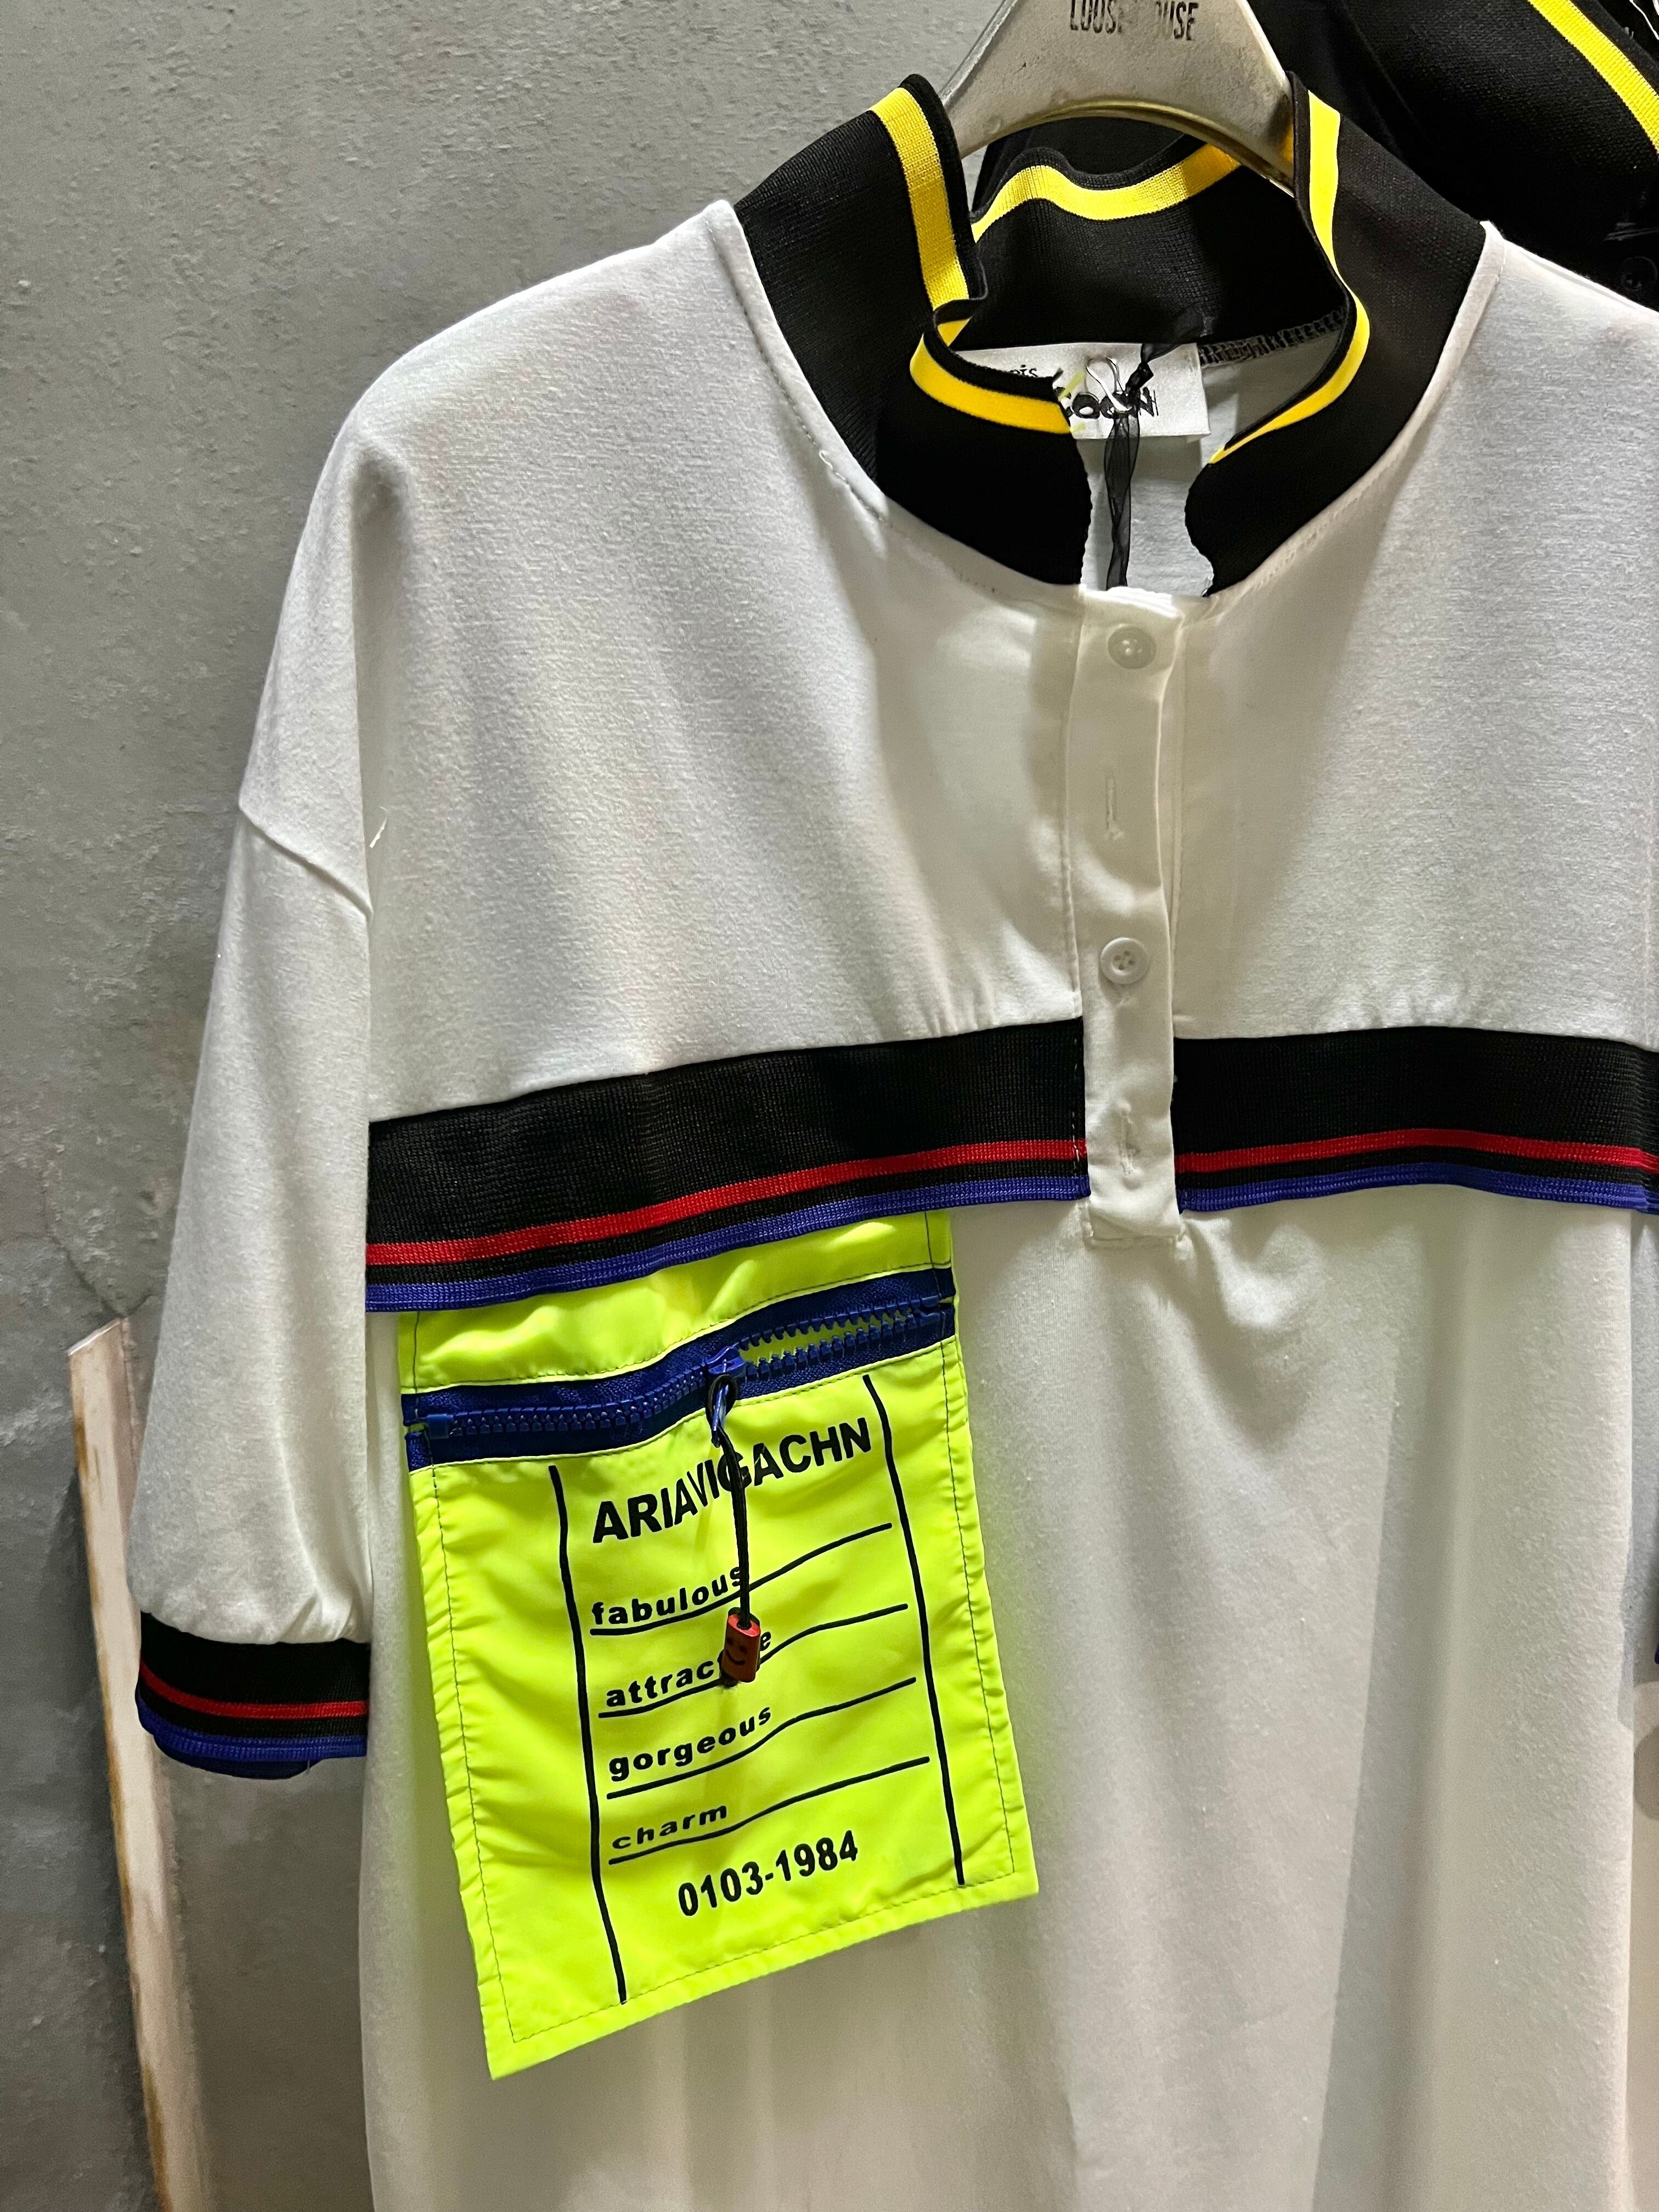 ARIAVIGACHN
fabulous
gorgeous
charm
0103-1984